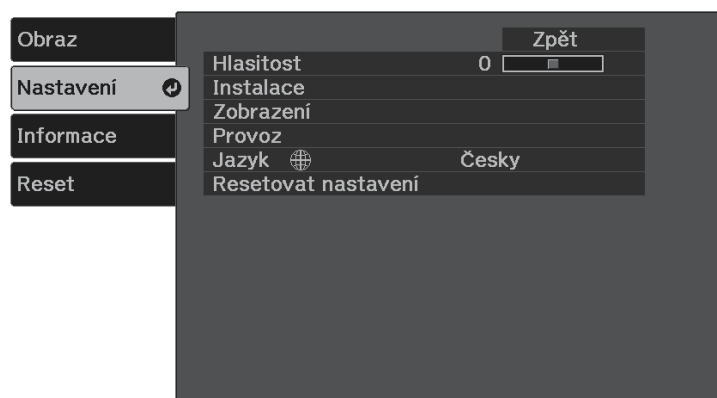 Obraz
Nastavení
Informace
Reset
Zpět
Hlasitost 0
Instalace
Zobrazení
Provoz
Jazyk Česky
Resetovat nastavení